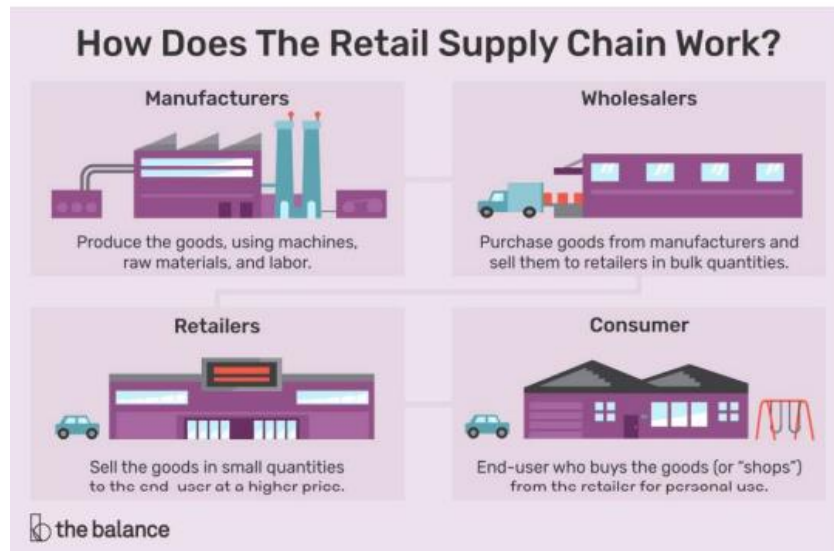 How Does The Retail Supply Chain Work?
Manufacturers
Produce the goods, using machines,
raw materials, and labor.
Wholesalers
Purchase goods from manufacturers and
sell them to retailers in bulk quantities.
Retailers
Sell the goods in small quantities
to the end user at a higher price.
Consumer
End-user who buys the goods (or “shops”)
from the retailer for personal use.
the balance